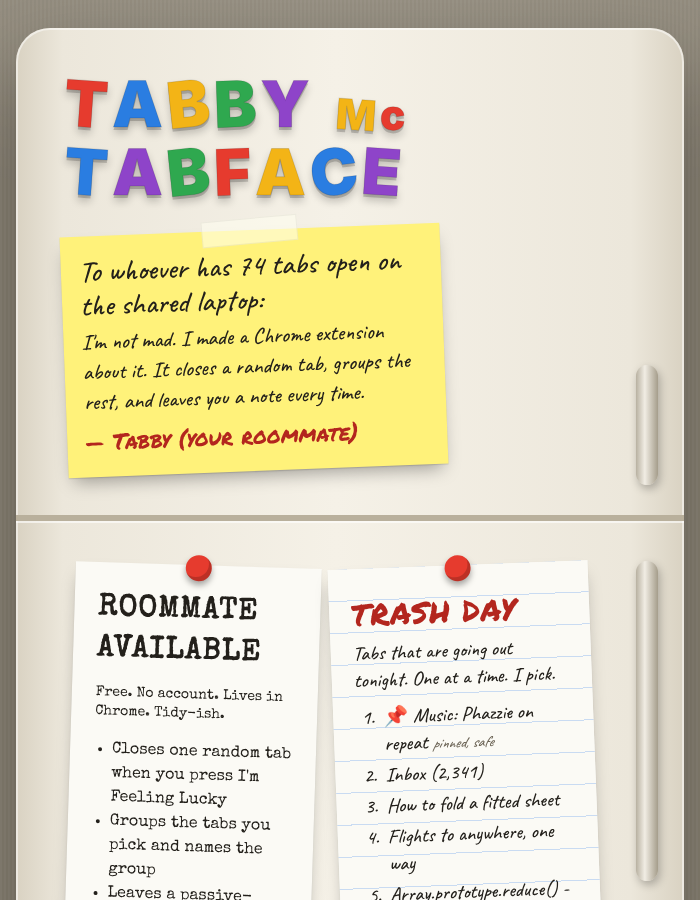 TABBY Mc
TABFACE
To whoever has 74 tabs open on
the shared laptop:
I'm not mad. I made a Chrome extension
about it. It closes a random tab, groups the
rest, and leaves you a note every time.
— Tabby (your roommate)
ROOMMATE
AVAILABLE
Free. No account. Lives in
Chrome. Tidy-ish.
• Closes one random tab
when you press I'm
Feeling Lucky
• Groups the tabs you
pick and names the
group
• Leaves a passive-
TRASH DAY
Tabs that are going out
tonight. One at a time. I pick.
1. 📌 Music: Phazzie on
repeat pinned, safe
2. Inbox (2,341)
3. How to fold a fitted sheet
4. Flights to anywhere, one
way
5. Array.prototype.reduce() -